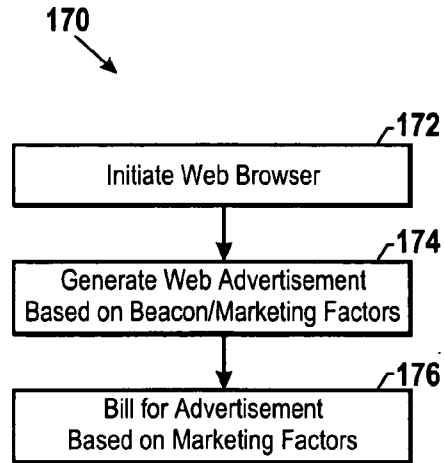 170
172
Initiate Web Browser
174
Generate Web Advertisement
Based on Beacon/Marketing Factors
176
Bill for Advertisement
Based on Marketing Factors